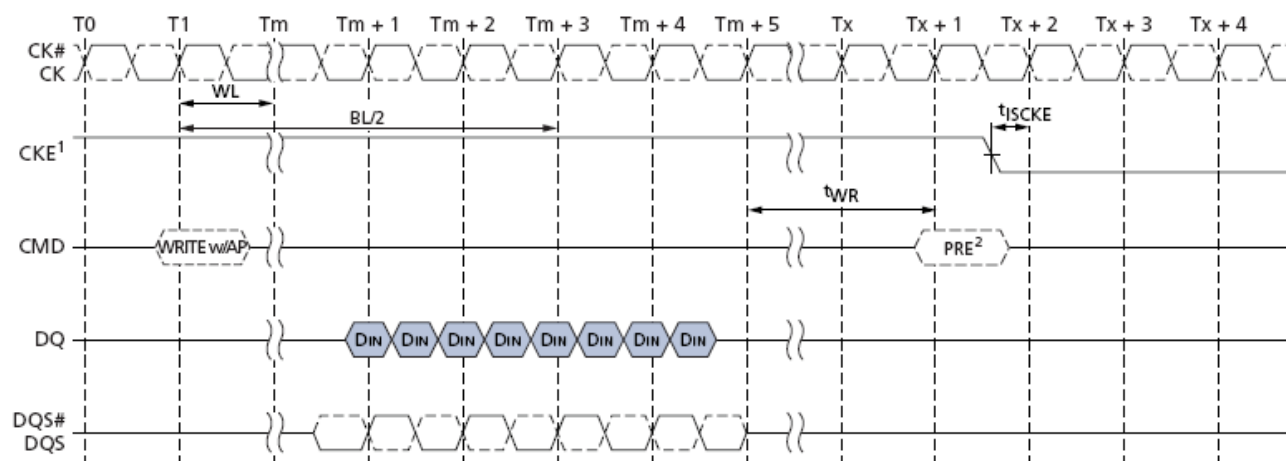 T0 T1 Tm Tm + 1 Tm + 2 Tm + 3 Tm + 4 Tm + 5 Tx Tx + 1 Tx + 2 Tx + 3 Tx + 4
CK#
CK
WL
BL/2
tISCKE
CKE1
tWR
CMD WRITE w/AP PRE2
DQ DIN DIN DIN DIN DIN DIN DIN DIN
DQS#
DQS